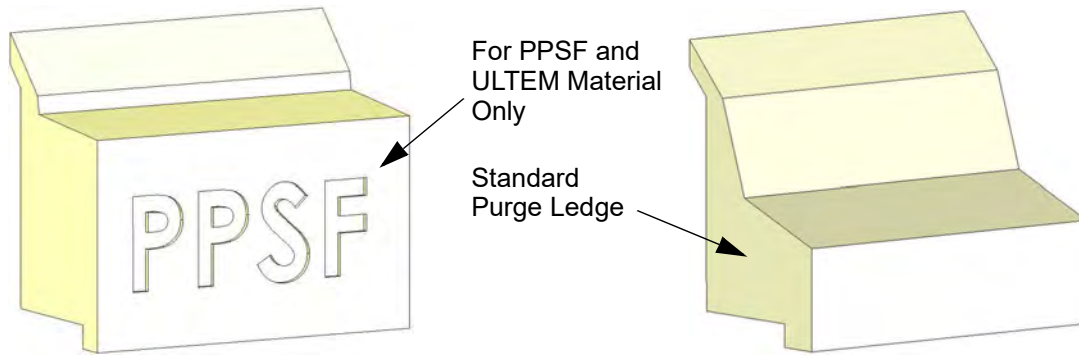 For PPSF and
ULTEM Material
Only
PPSF
Standard
Purge Ledge